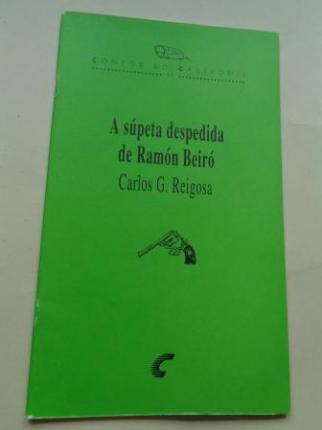 CONTOS DO CASTROMIL
A súpeta despedida
de Ramón Beiró
Carlos G. Reigosa